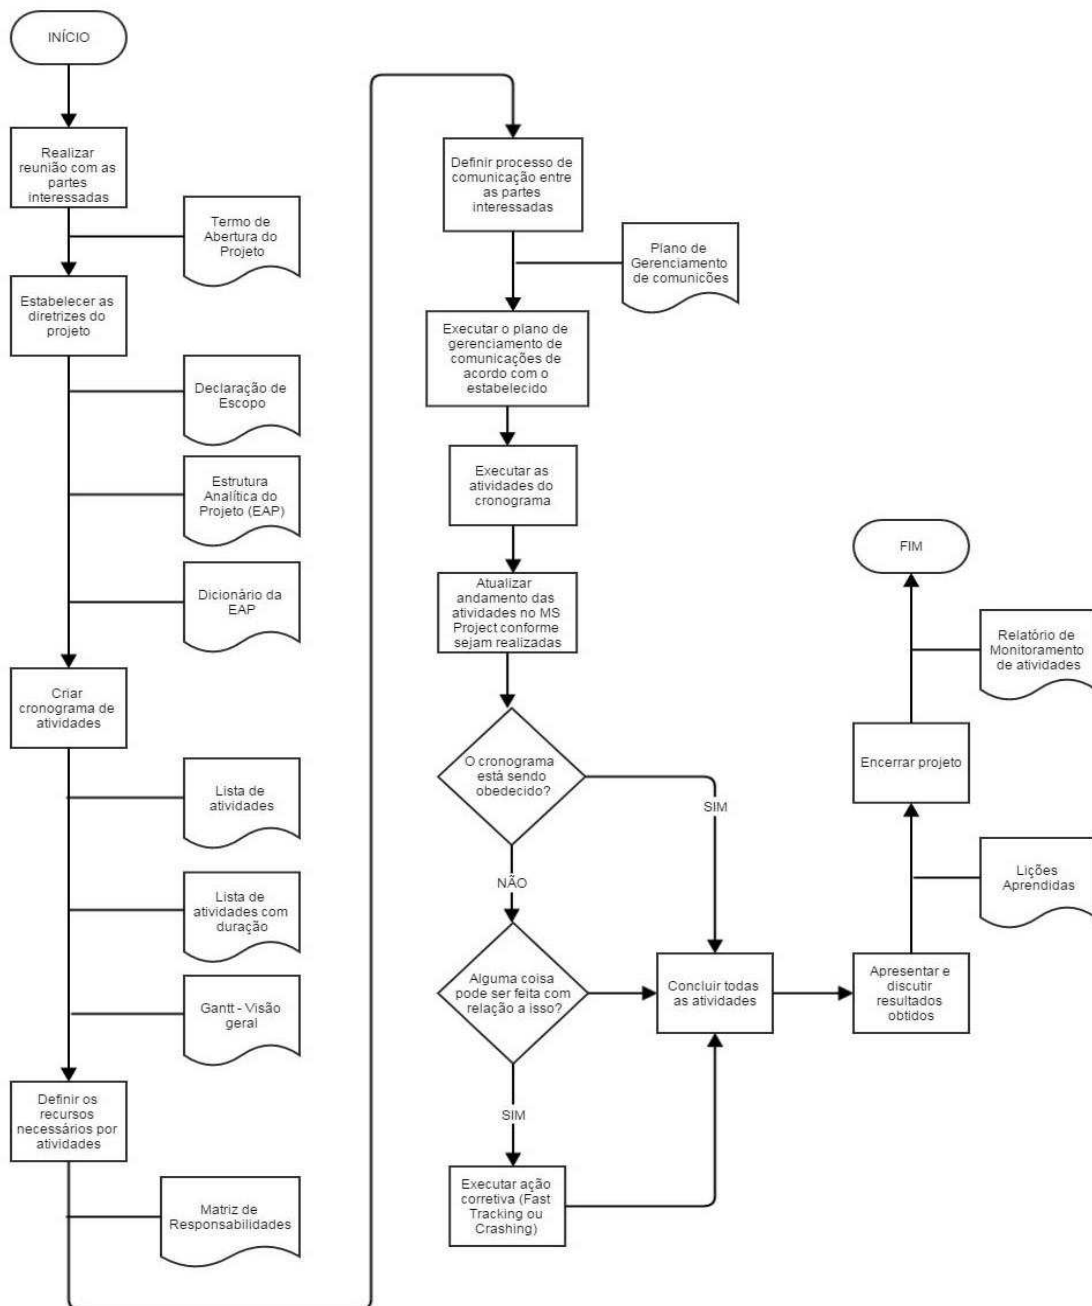 INÍCIO
Realizar
reunião com as
partes
interessadas
Termo de
Abertura do
Projeto
Estabelecer as
diretrizes do
projeto
Declaração de
Escopo
Estrutura
Analítica do
Projeto (EAP)
Dicionário da
EAP
Criar
cronograma de
atividades
Lista de
atividades
Lista de
atividades com
duração
Gantt - Visão
geral
Definir os
recursos
necessários por
atividades
Matriz de
Responsabilidades
Definir processo de
comunicação entre
as partes
interessadas
Plano de
Gerenciamento
de comunicões
Executar o plano de
gerenciamento de
comunicações de
acordo com o
estabelecido
Executar as
atividades do
cronograma
Atualizar
andamento das
atividades no MS
Project conforme
sejam realizadas
O cronograma
está sendo
obedecido?
SIM
NÃO
Alguma coisa
pode ser feita com
relação a isso?
SIM
Executar ação
corretiva (Fast
Tracking ou
Crashing)
Concluir todas
as atividades
Apresentar e
discutir
resultados
obtidos
Lições
Aprendidas
Encerrar projeto
Relatório de
Monitoramento
de atividades
FIM